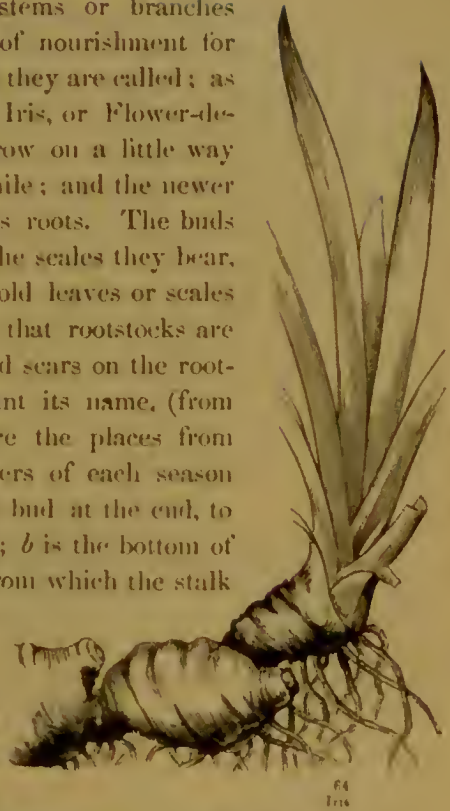 stems or branches
of nourishment for
they are called; as
Iris, or Flower-de-
row on a little way
ile; and the newer
s roots. The buds
he scales they bear,
old leaves or scales
that rootstocks are
d scars on the root-
nt its name, (from
re the places from
ers of each season
bud at the end, to
; b is the bottom of
rom which the stalk
64
Iris